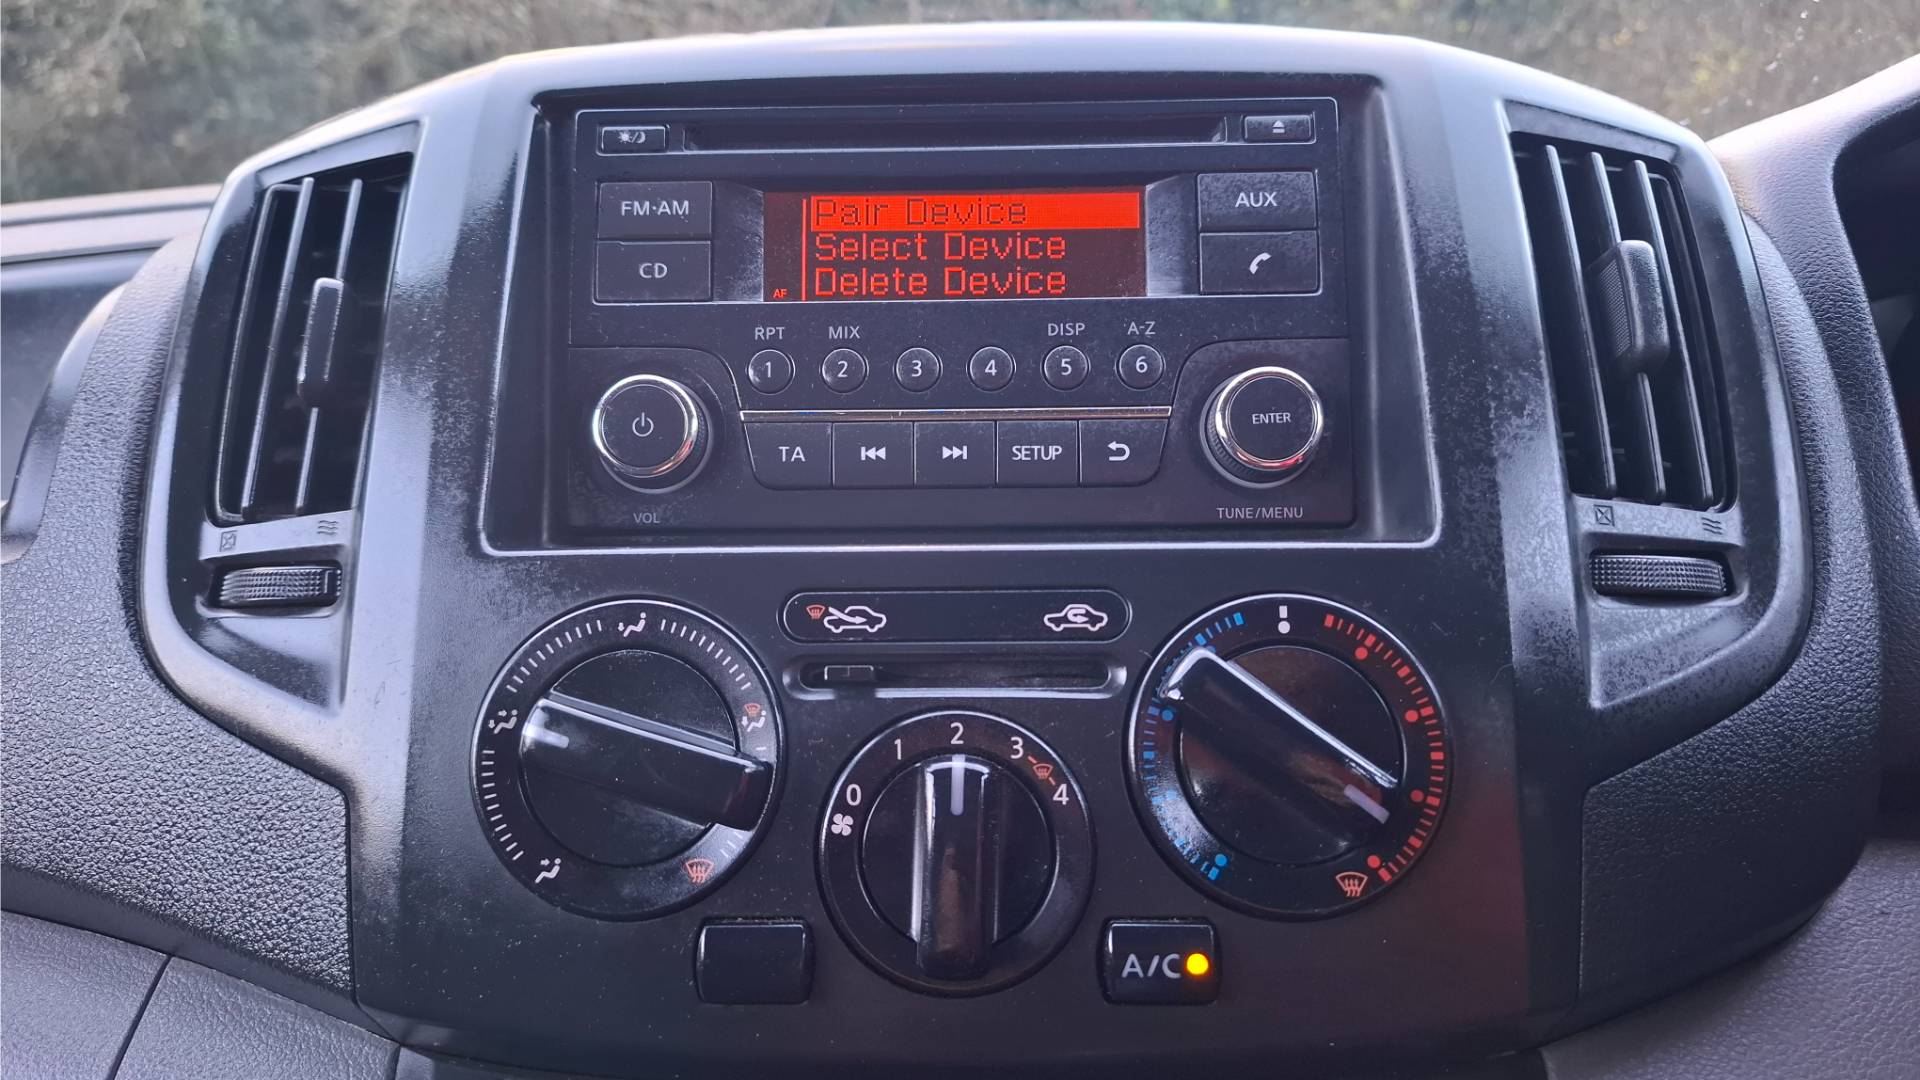 FM·AM
CD
Pair Device
Select Device
Delete Device
AF
AUX
RPT MIX DISP A-Z
1 2 3 4 5 6
ENTER
TA SETUP
VOL
TUNE/MENU
0 1 2 3 4
A/C